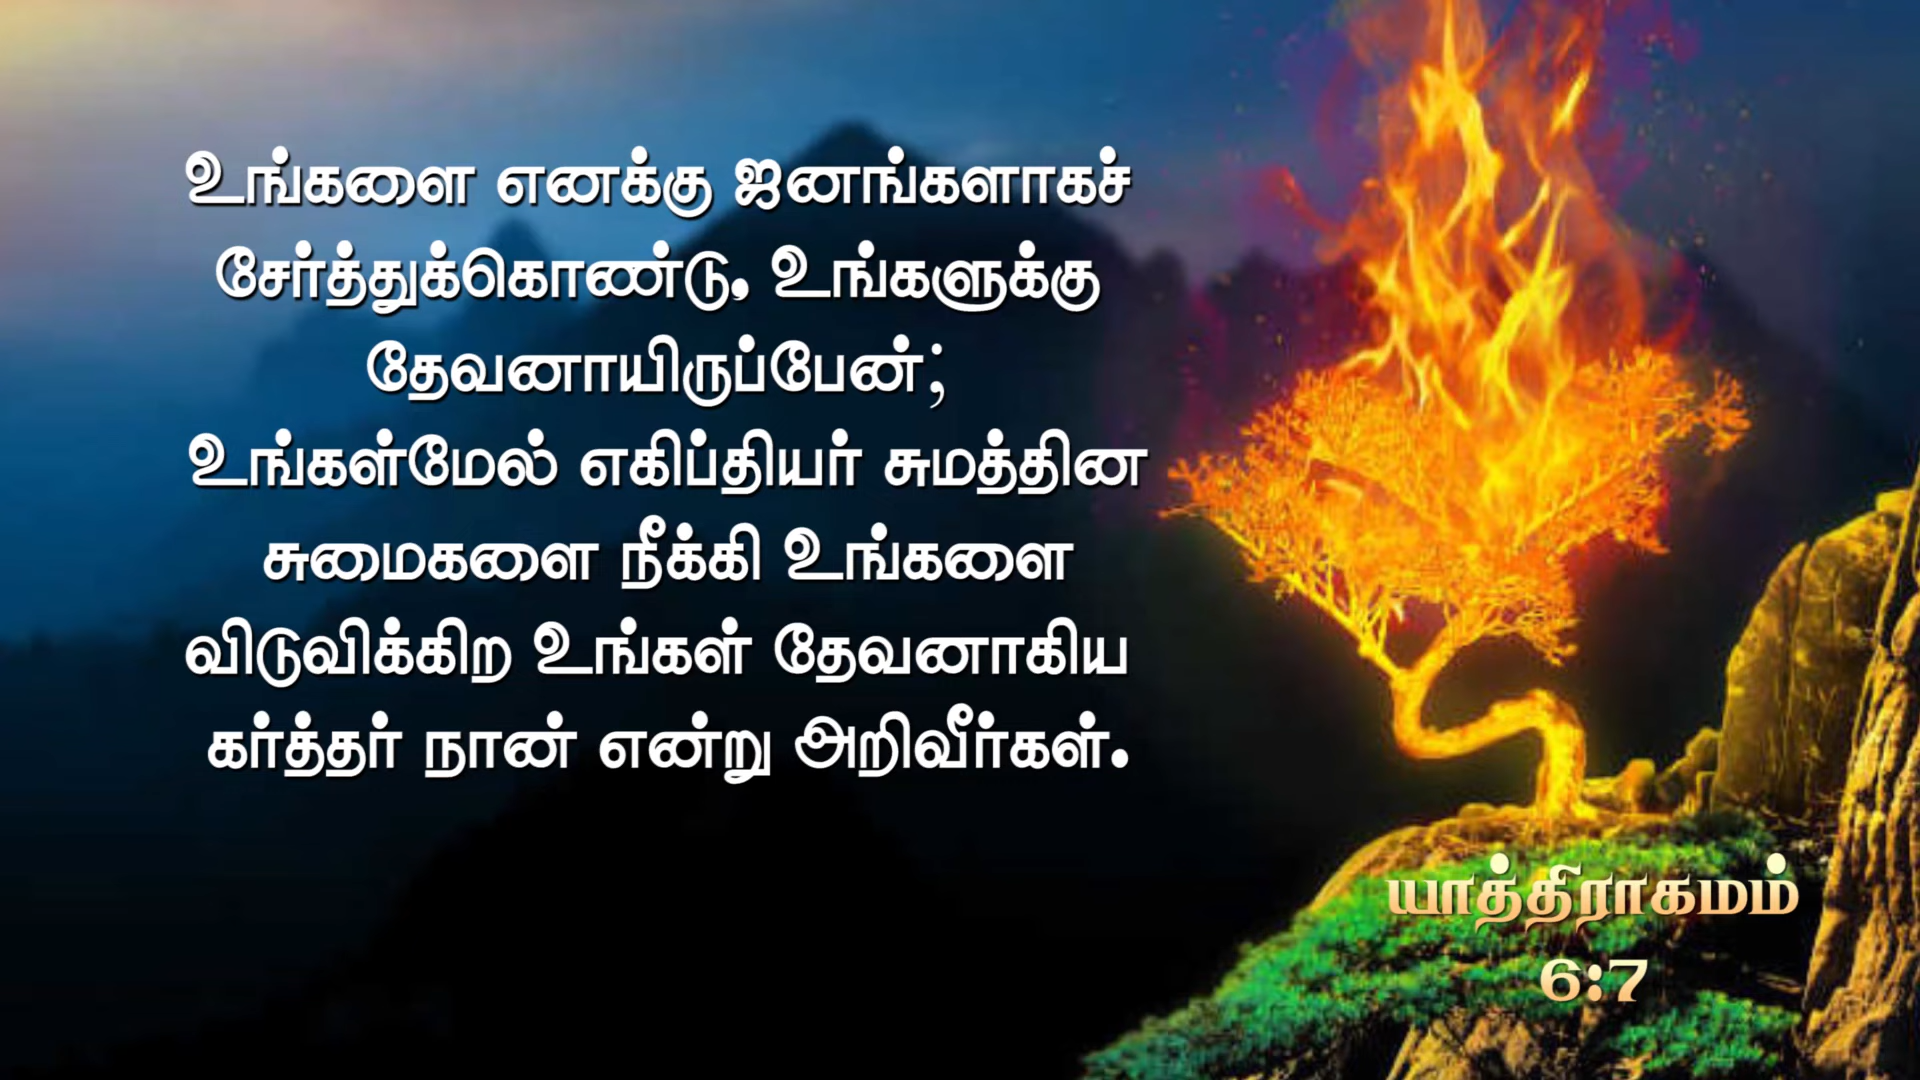 உங்களை எனக்கு ஜனங்களாகச்
சேர்த்துக்கொண்டு, உங்களுக்கு
தேவனாயிருப்பேன்;
உங்கள்மேல் எகிப்தியர் சுமத்தின
சுமைகளை நீக்கி உங்களை
விடுவிக்கிற உங்கள் தேவனாகிய
கர்த்தர் நான் என்று அறிவீர்கள்.
யாத்திராகமம்
6:7